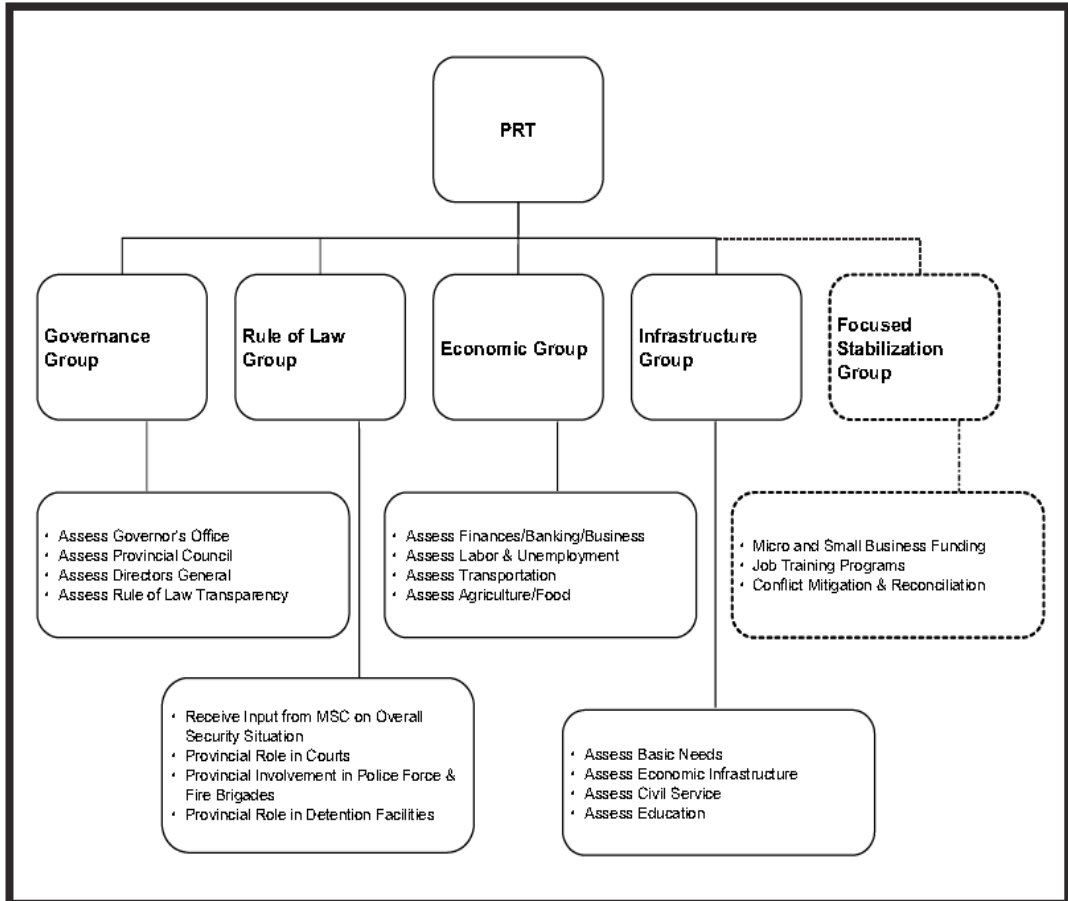 PRT
Governance
Group
Rule of Law
Group
Economic Group
Infrastructure
Group
Focused
Stabilization
Group
• Assess Governor's Office
• Assess Provincial Council
• Assess Directors General
• Assess Rule of Law Transparency
• Assess Finances/Banking/Business
• Assess Labor & Unemployment
• Assess Transportation
• Assess Agriculture/Food
• Micro and Small Business Funding
• Job Training Programs
• Conflict Mitigation & Reconciliation
• Receive Input from MSC on Overall
Security Situation
• Provincial Role in Courts
• Provincial Involvement in Police Force &
Fire Brigades
• Provincial Role in Detention Facilities
• Assess Basic Needs
• Assess Economic Infrastructure
• Assess Civil Service
• Assess Education